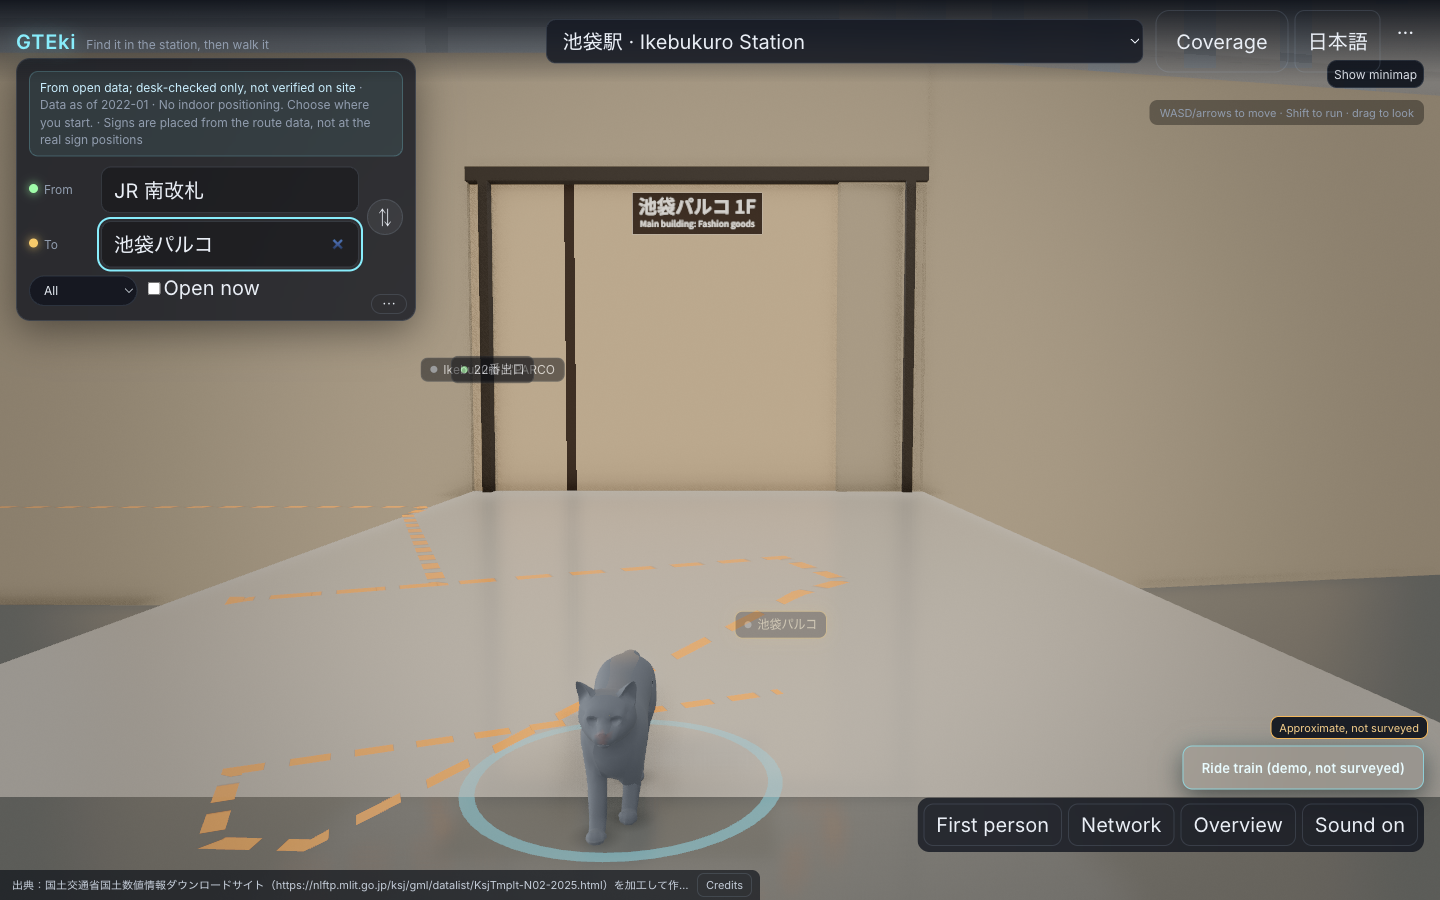 GTEki
Find it in the station, then walk it
池袋駅 · Ikebukuro Station
Coverage
日本語
...
Show minimap
WASD/arrows to move · Shift to run · drag to look
From open data; desk-checked only, not verified on site ·
Data as of 2022-01 · No indoor positioning. Choose where
you start. · Signs are placed from the route data, not at the
real sign positions
From
JR 南改札
To
池袋パルコ
All
Open now
...
池袋パルコ 1F
Main building: Fashion goods
22番出口
池袋パルコ
Approximate, not surveyed
Ride train (demo, not surveyed)
First person
Network
Overview
Sound on
出典：国土交通省国土数値情報ダウンロードサイト（https://nlftp.mlit.go.jp/ksj/gml/datalist/KsjTmplt-N02-2025.html）を加工して作...
Credits